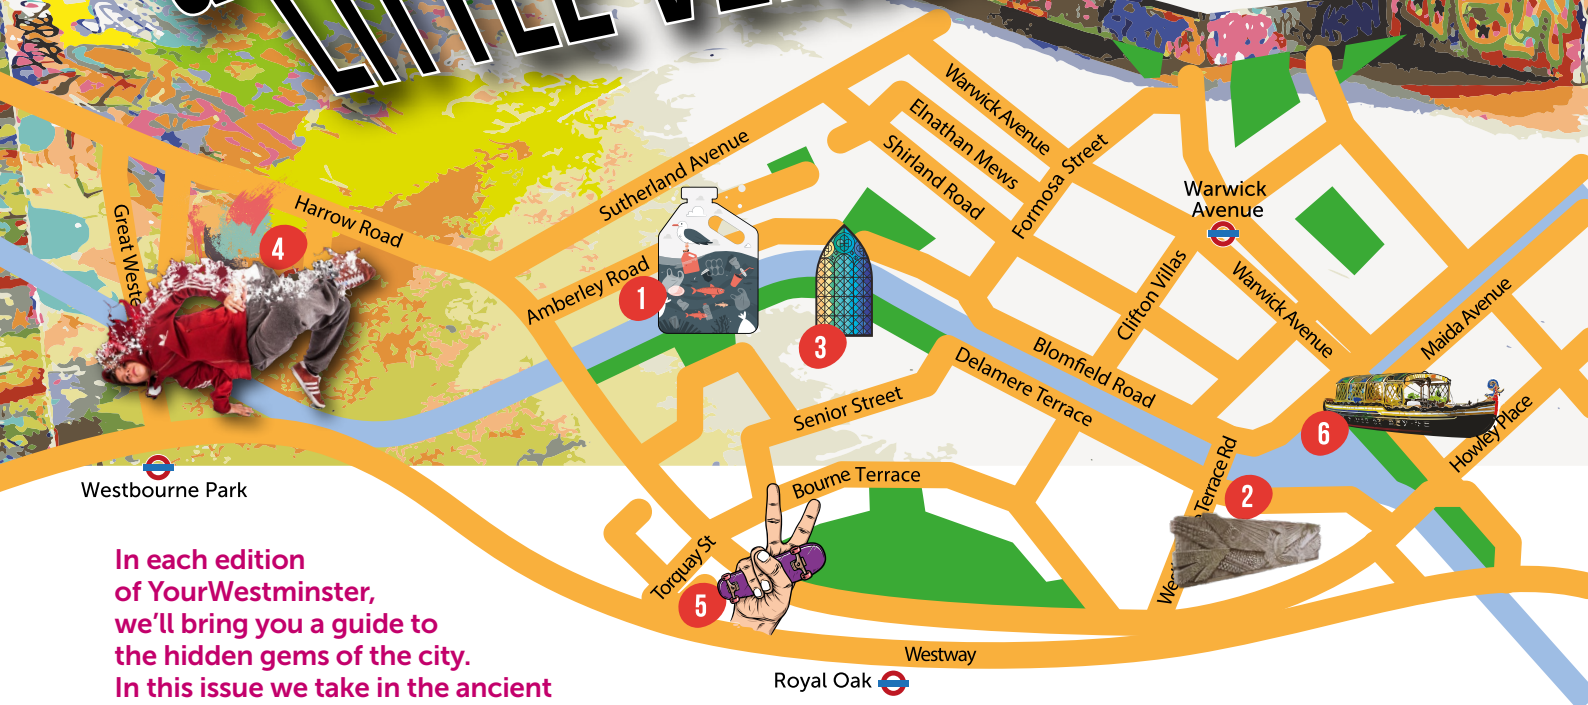 LITTLE
Warwick Avenue
Elnathan Mews
Shirland Road
Formosa Street
Sutherland Avenue
Harrow Road
Great West
Amberley Road
Warwick
Avenue
Clifton Villas
Warwick Avenue
Maida Avenue
Blomfield Road
Delamere Terrace
Senior Street
Howley Place
Terrace Rd
Bourne Terrace
Torquay St
Westway
Westbourne Park
Royal Oak
1
2
3
4
5
6
In each edition
of YourWestminster,
we'll bring you a guide to
the hidden gems of the city.
In this issue we take in the ancient